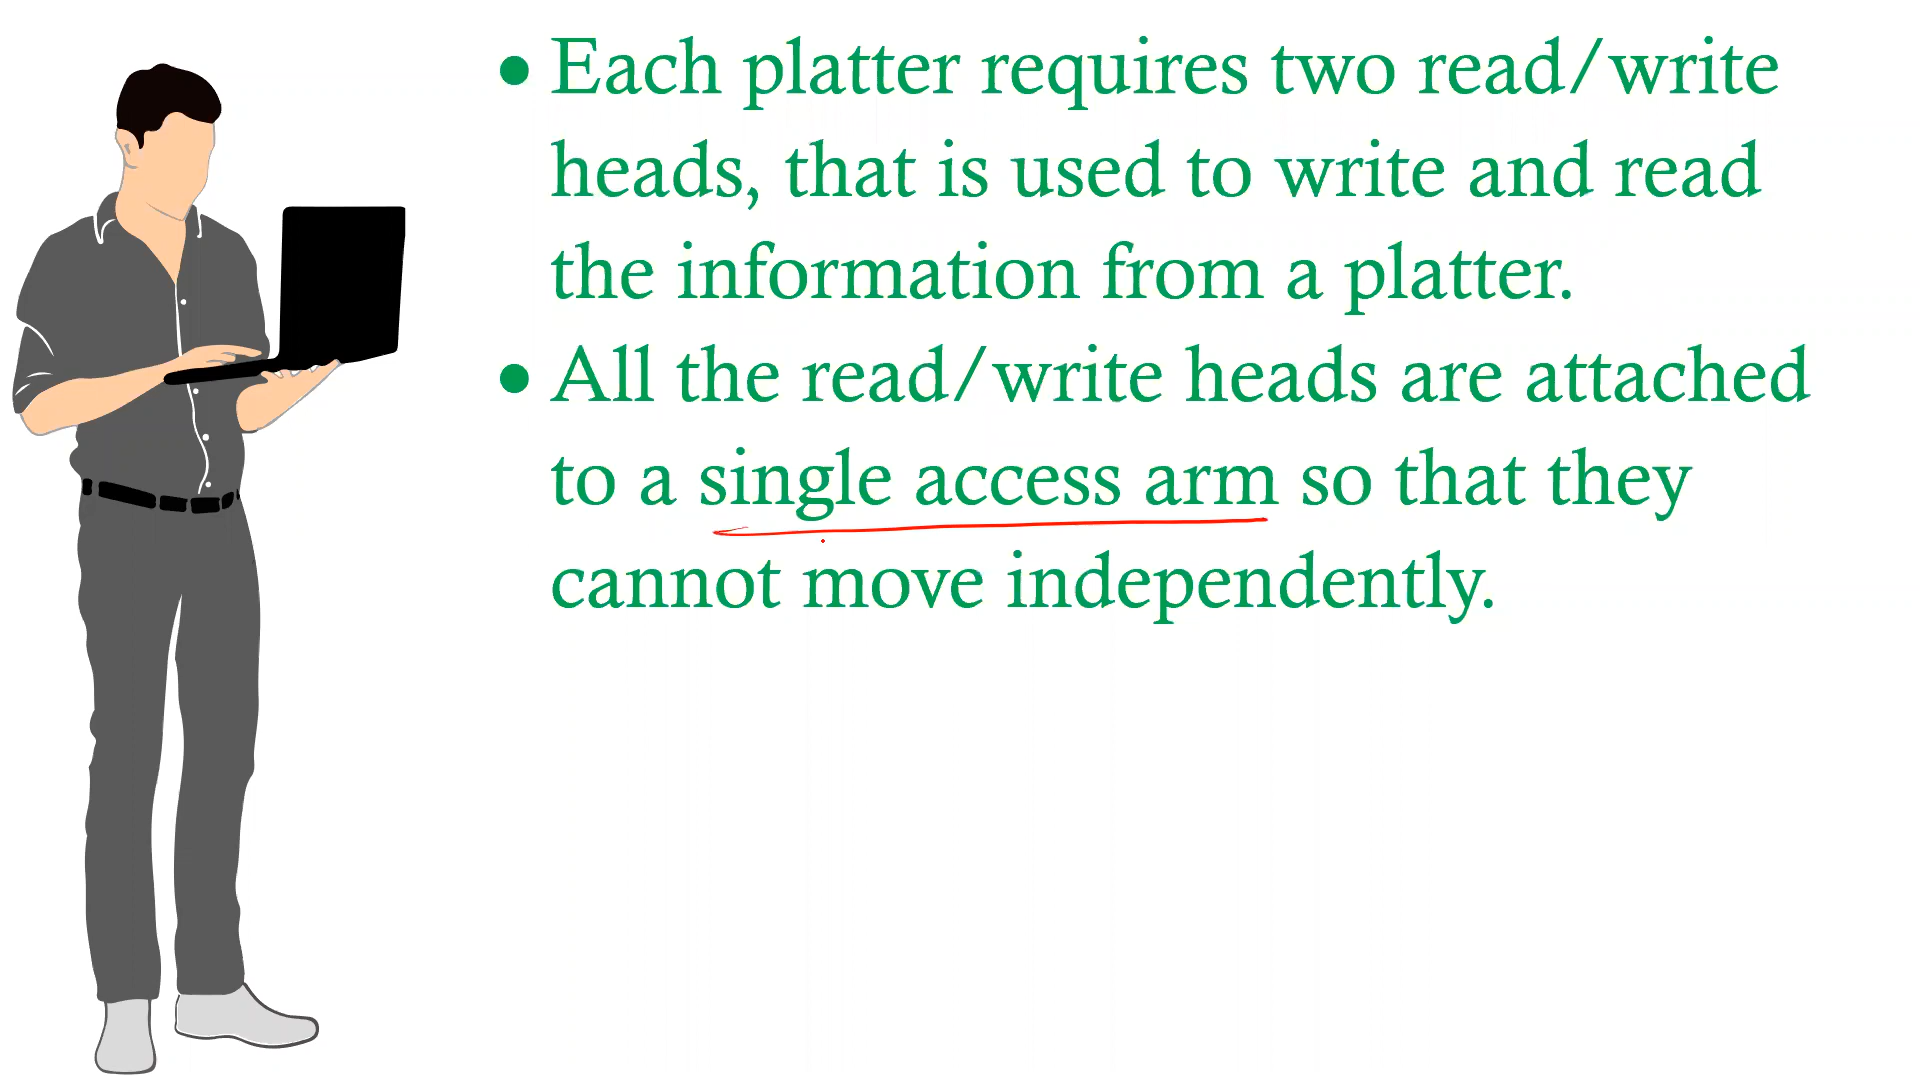 • Each platter requires two read/write
heads, that is used to write and read
the information from a platter.
• All the read/write heads are attached
to a single access arm so that they
cannot move independently.